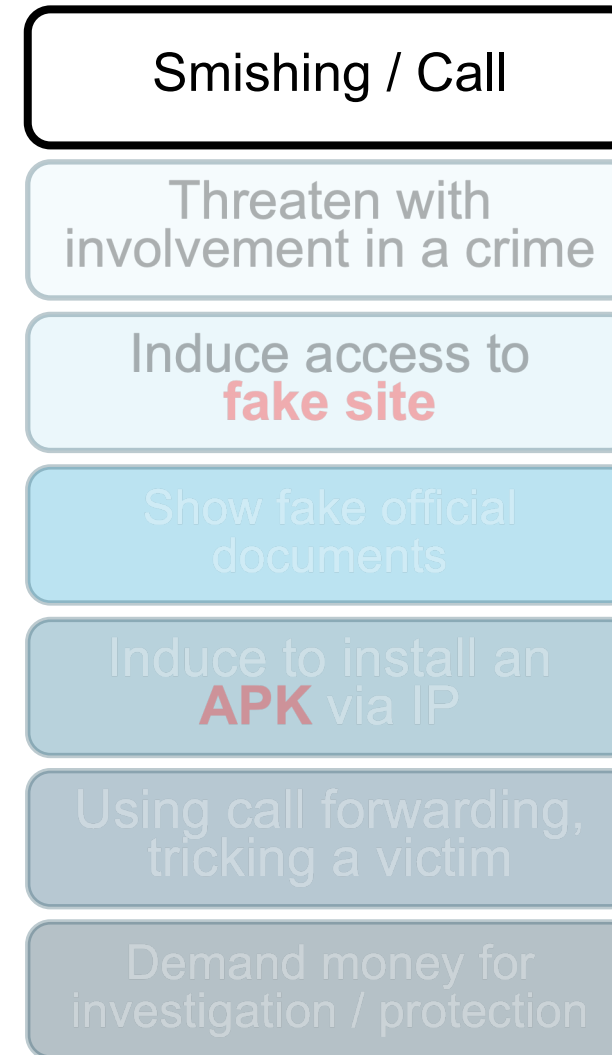 Smishing / Call
Threaten with
involvement in a crime
Induce access to
fake site
Show fake official
documents
Induce to install an
APK via IP
Using call forwarding,
tricking a victim
Demand money for
investigation / protection